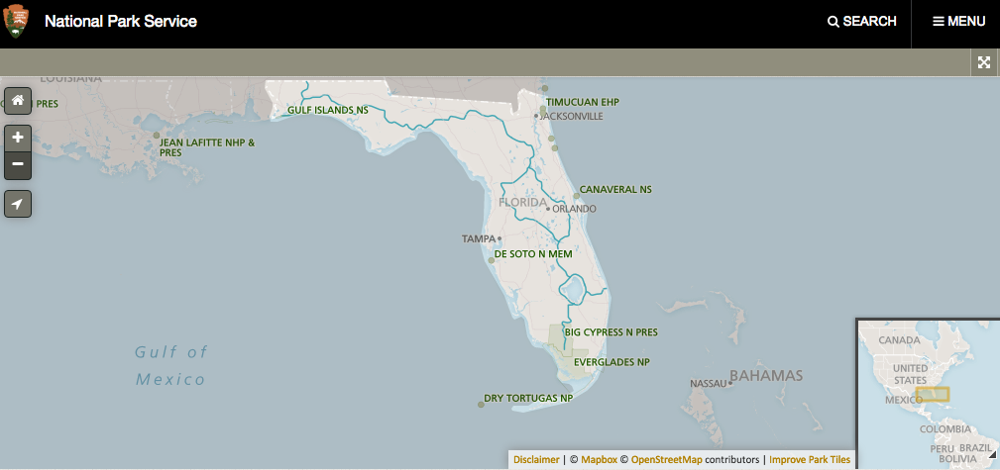 National Park Service
SEARCH
MENU
LOUISIANA
PRES
GULF ISLANDS NS
TIMUCUAN EHP
JACKSONVILLE
JEAN LAFITTE NHP &
PRES
CANAVERAL NS
FLORIDA
ORLANDO
TAMPA
DE SOTO N MEM
BIG CYPRESS N PRES
Gulf of
Mexico
EVERGLADES NP
BAHAMAS
NASSAU
DRY TORTUGAS NP
CANADA
UNITED
STATES
MEXICO
COLOMBIA
PERU
BRAZIL
BOLIVIA
Disclaimer | © Mapbox © OpenStreetMap contributors | Improve Park Tiles